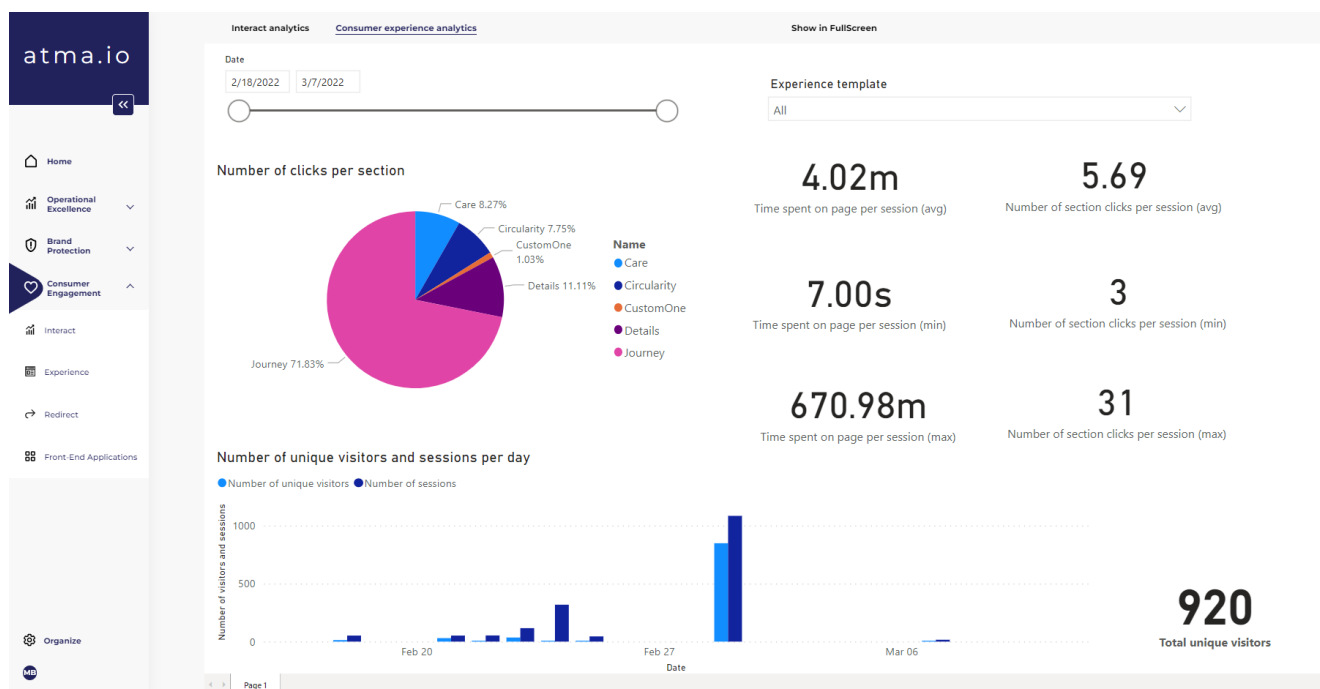 atma.io
Home
Operational
Excellence
Brand
Protection
Consumer
Engagement
Interact
Experience
Redirect
Front-End Applications
Organize
MB
Interact analytics
Consumer experience analytics
Show in FullScreen
Date
2/18/2022
3/7/2022
Experience template
All
Number of clicks per section
Care 8.27%
Circularity 7.75%
CustomOne
1.03%
Details 11.11%
Journey 71.83%
Name
Care
Circularity
CustomOne
Details
Journey
4.02m
Time spent on page per session (avg)
5.69
Number of section clicks per session (avg)
7.00s
Time spent on page per session (min)
3
Number of section clicks per session (min)
670.98m
Time spent on page per session (max)
31
Number of section clicks per session (max)
Number of unique visitors and sessions per day
Number of unique visitors
Number of sessions
Number of visitors and sessions
1000
500
0
Feb 20
Feb 27
Mar 06
Date
920
Total unique visitors
Page 1